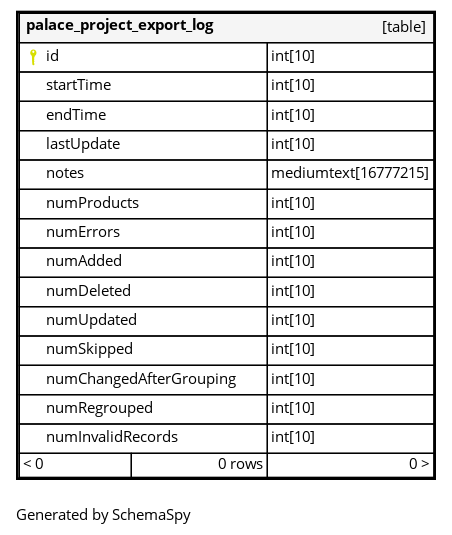 palace_project_export_log [table]
id int[10]
startTime int[10]
endTime int[10]
lastUpdate int[10]
notes mediumtext[16777215]
numProducts int[10]
numErrors int[10]
numAdded int[10]
numDeleted int[10]
numUpdated int[10]
numSkipped int[10]
numChangedAfterGrouping int[10]
numRegrouped int[10]
numInvalidRecords int[10]
< 0 0 rows 0 >
Generated by SchemaSpy